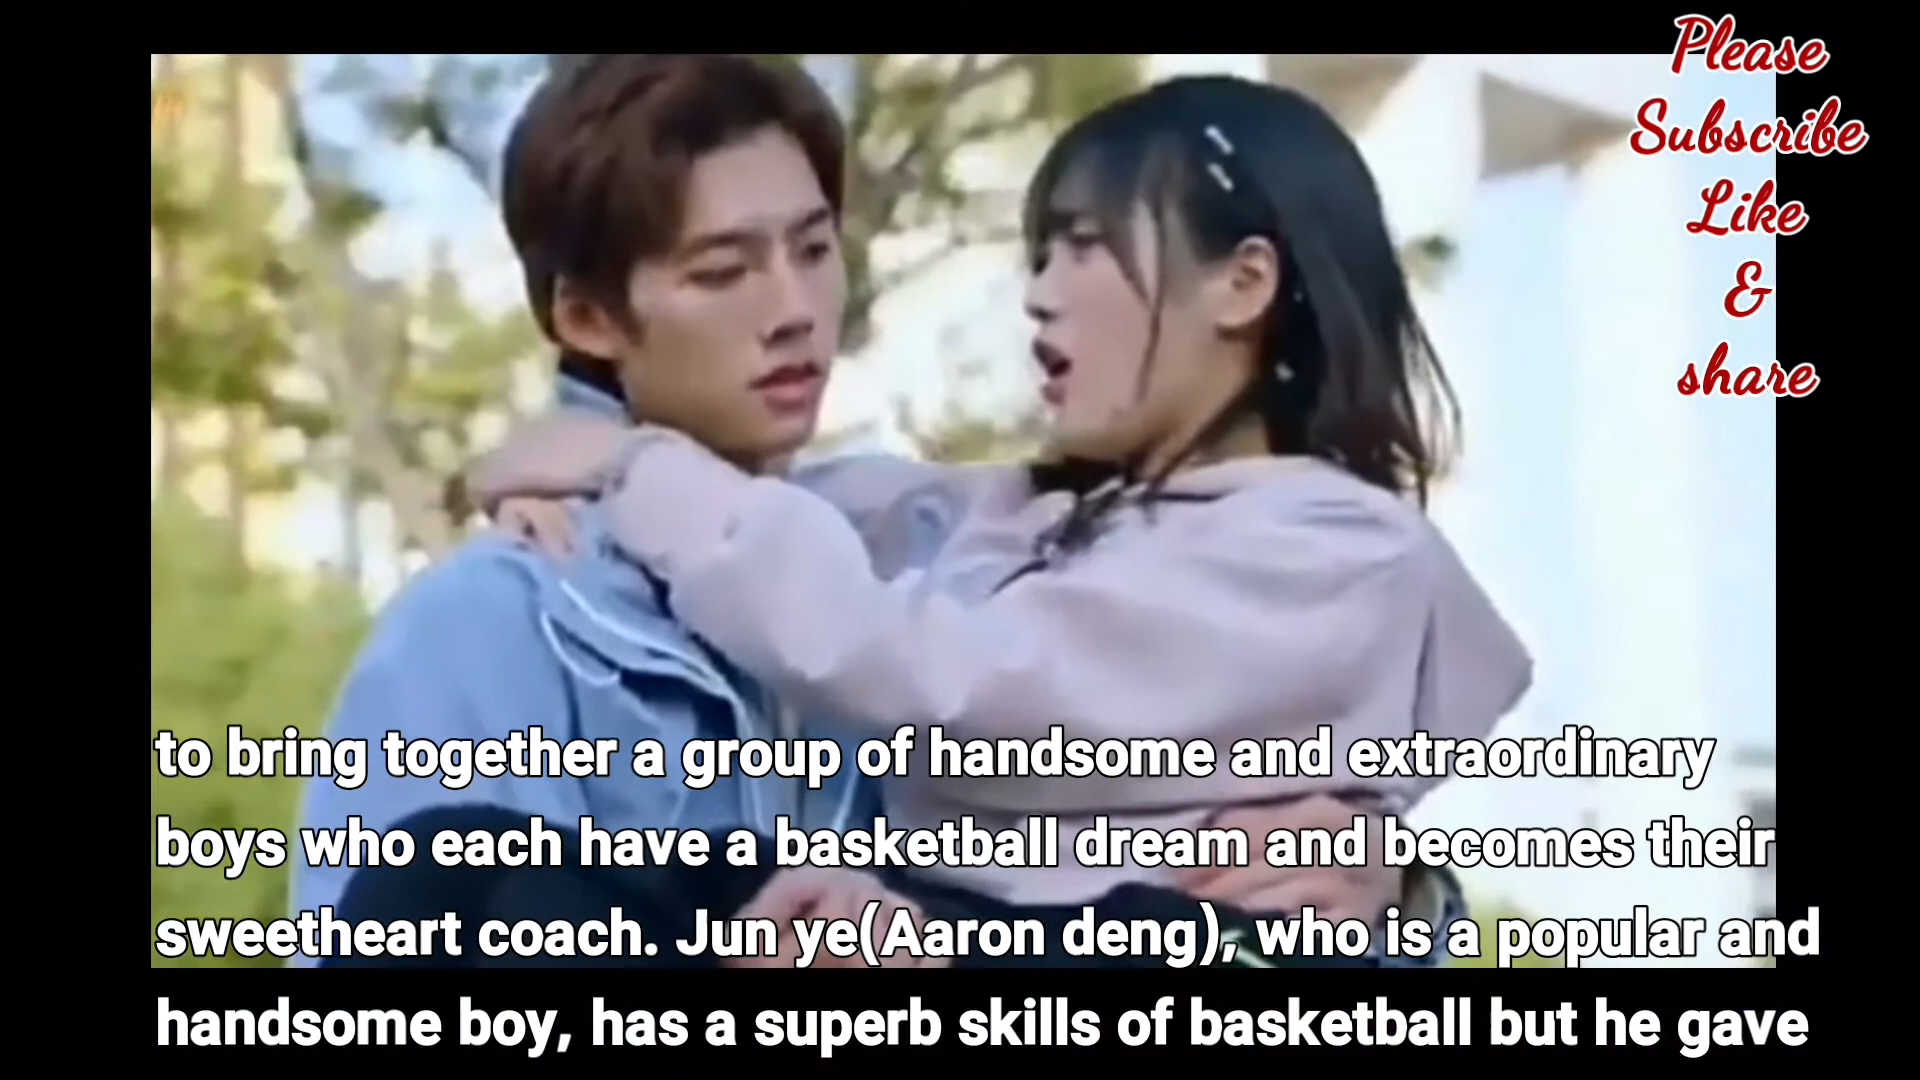 Please
Subscribe
Like
&
share
to bring together a group of handsome and extraordinary
boys who each have a basketball dream and becomes their
sweetheart coach. Jun ye(Aaron deng), who is a popular and
handsome boy, has a superb skills of basketball but he gave